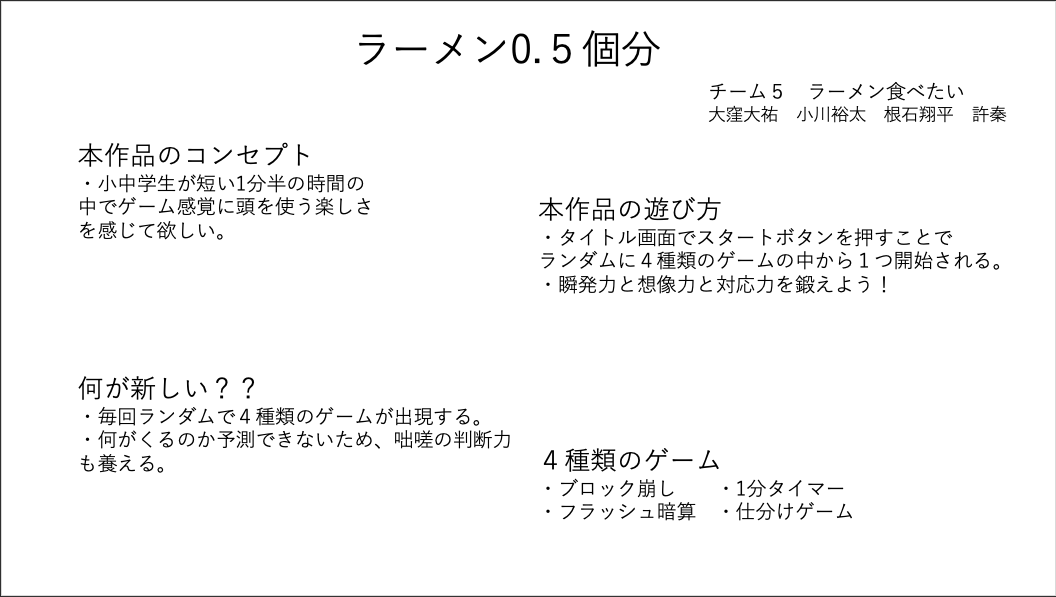 ラーメン0.５個分
チーム５　ラーメン食べたい
大窪大祐　小川裕太　根石翔平　許秦
本作品のコンセプト
・小中学生が短い1分半の時間の
中でゲーム感覚に頭を使う楽しさ
を感じて欲しい。
本作品の遊び方
・タイトル画面でスタートボタンを押すことで
ランダムに４種類のゲームの中から１つ開始される。
・瞬発力と想像力と対応力を鍛えよう！
何が新しい？？
・毎回ランダムで４種類のゲームが出現する。
・何がくるのか予測できないため、咄嗟の判断力
も養える。
４種類のゲーム
・ブロック崩し　　・1分タイマー
・フラッシュ暗算　・仕分けゲーム